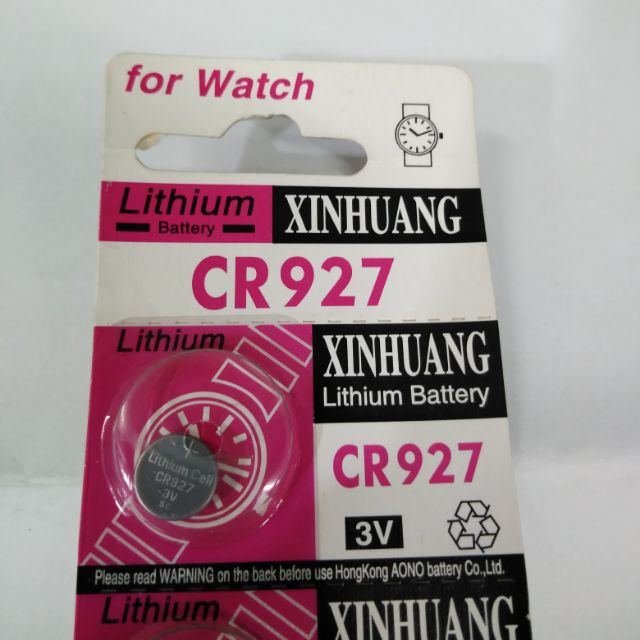 for Watch
Lithium
Battery
XINHUANG
CR927
Lithium
XINHUANG
Lithium Battery
Lithium Cell
CR927
3V
SC
CR927
3V
Please read WARNING on the back before use HongKong AONO battery Co.,Ltd.
Lithium
XINHUANG